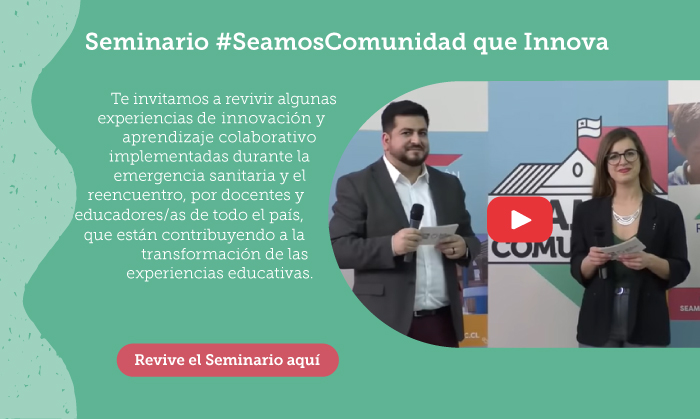 Seminario #SeamosComunidad que Innova
Te invitamos a revivir algunas
experiencias de innovación y
aprendizaje colaborativo
implementadas durante la
emergencia sanitaria y el
reencuentro, por docentes y
educadores/as de todo el país,
que están contribuyendo a la
transformación de las
experiencias educativas.
Revive el Seminario aquí